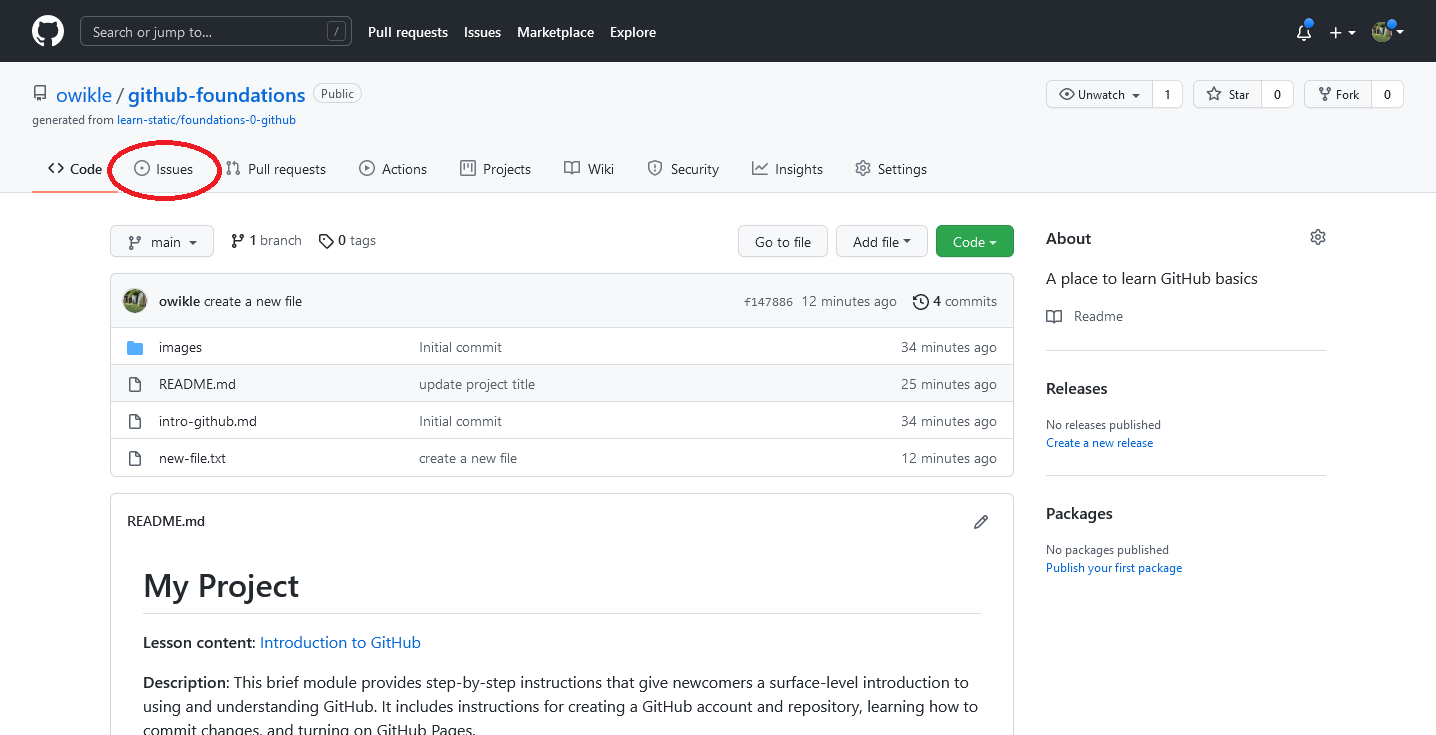 Search or jump to... /
Pull requests Issues Marketplace Explore
owikle / github-foundations Public
Unwatch 1 Star 0 Fork 0
generated from learn-static/foundations-0-github
Code Issues Pull requests Actions Projects Wiki Security Insights Settings
main 1 branch 0 tags Go to file Add file Code
owikle create a new file f147886 12 minutes ago 4 commits
images Initial commit 34 minutes ago
README.md update project title 25 minutes ago
intro-github.md Initial commit 34 minutes ago
new-file.txt create a new file 12 minutes ago
README.md
My Project
Lesson content: Introduction to GitHub
Description: This brief module provides step-by-step instructions that give newcomers a surface-level introduction to
using and understanding GitHub. It includes instructions for creating a GitHub account and repository, learning how to
commit changes, and turning on GitHub Pages.
About
A place to learn GitHub basics
Readme
Releases
No releases published
Create a new release
Packages
No packages published
Publish your first package